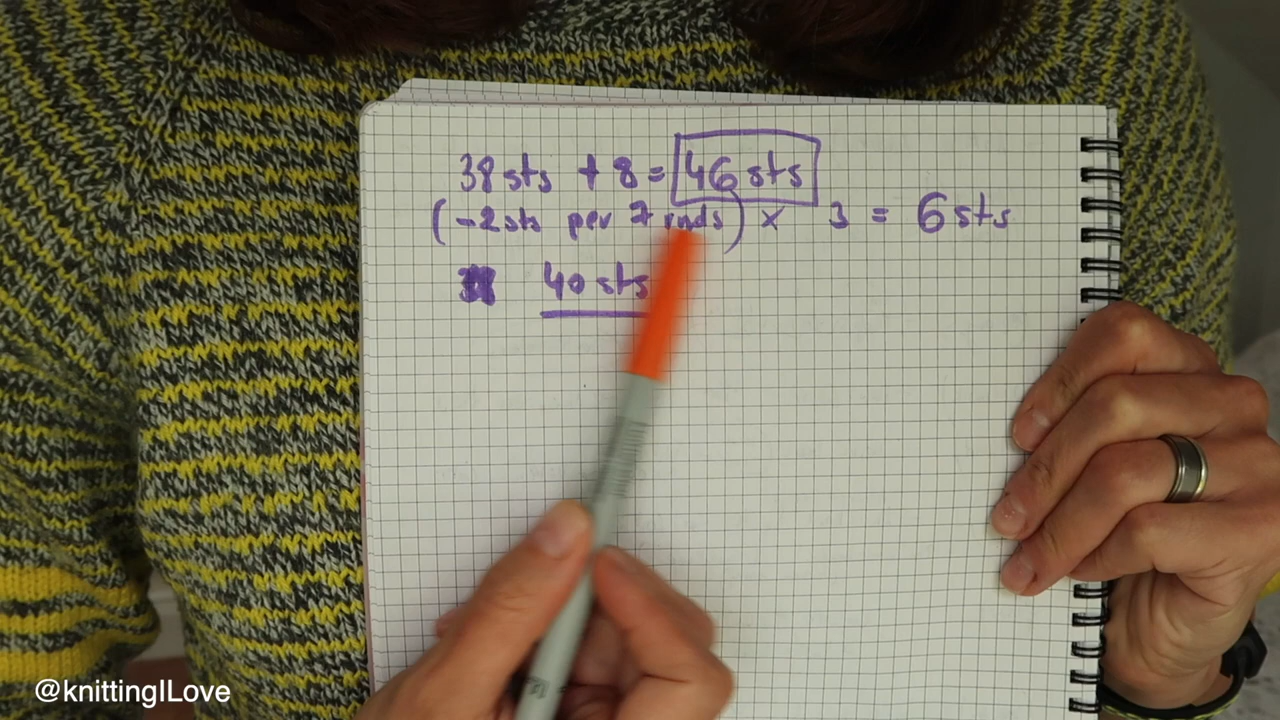 38 sts + 8 = 46 sts
(-2 sts per 7 rnds) x 3 = 6 sts
40 sts
@knittingILove